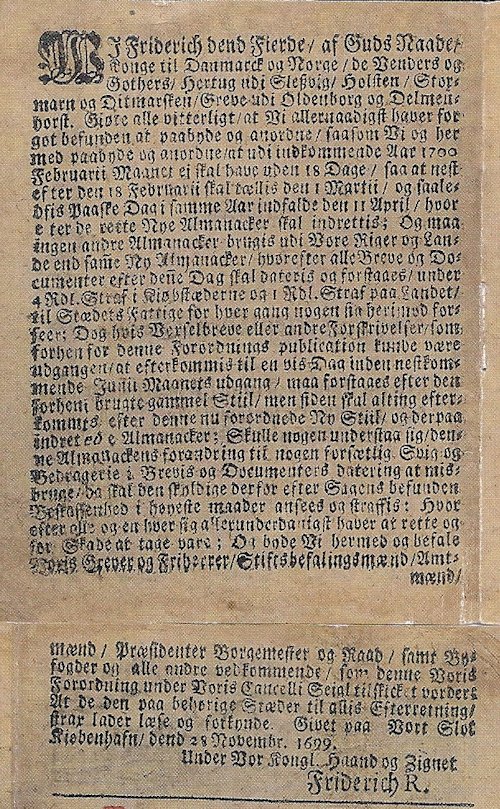 WJ Friderich dend Fierde/ af Guds Naade/
Konge til Danmarck og Norge/ de Venders og
Gothers/ Hertug udi Sleßvig/ Holsten/ Stor-
marn og Ditmarsken/ Greve udi Oldenborg og Delmen-
horst. Giøre alle vitterligt/ at Vi allernaadigst haver for
got befundet at paabyde og anordne/ saasom Vi og her
med paabyde og anordne/ at udi indkommende Aar 1700
Februarii Maanet ei skal have uden 18 Dage/ saa at nest
efter den 18 Februarii skal tællis den 1 Martii/ og saale-
dis Paaske Dag i samme Aar indfalde den 11 April/ hvor
efter de rette Nye Almanacker skal indrettis; Og maa
ingen andre Almanacker brugis udi Vore Riger og Lan-
de end sam̃e Ny Almanacker/ hvorefter alle Breve og Do-
cumenter efter den̄e Dag skal dateris og forstaaes/ under
4 Rdl. Straf i Kiøbstæderne og 1 Rdl. Straf paa Landet/
til Stædets Fattige for hver gang nogen sig herimod for-
seer; Dog hvis Vexselbreve eller andre Forskrivelser/ som
forhen for denne Forordnings publication kunde være
udgangen/ at efterkommis til en vis Dag inden nestkom-
mende Junii Maanets udgang/ maa forstaaes efter den
forhen brugte gammel Stiil/ men siden skal alting efter-
kommes efter denne nu forordnede Ny Stiil/ og derpaa
indrettede Almanacker; Skulle nogen understaa sig/ den-
ne Almanackens forandring til nogen forsætlig Svig og
Bedragerie i Brevis og Documenters datering at mis-
bruge/ da skal den skyldige derfor efter Sagens befunden
Beskaffenhed i høyeste maader ansees og straffis: Hvor
efter alle og en hver sig allerunderdanigst haver at rette og
for Skade at tage vare; Og byde Vi hermed og befale
Voris Grever og Friherrer/ Stiftsbefalingsmænd/ Amt-
mænd/
mænd/ Præsidenter Borgemester og Raad/ samt By-
fogder og alle andre vedkommende/ som denne Voris
Forordning under Voris Cancelli Seigl tilskicket vorder/
At de den paa behørige Stæder til allis Efterretning/
strax lader læse og forkynde. Givet paa Vort Slot
Kiøbenhafn/ dend 28 Novembr. 1699.
Under Vor Kongl. Haand og Zignet
Friderich R.